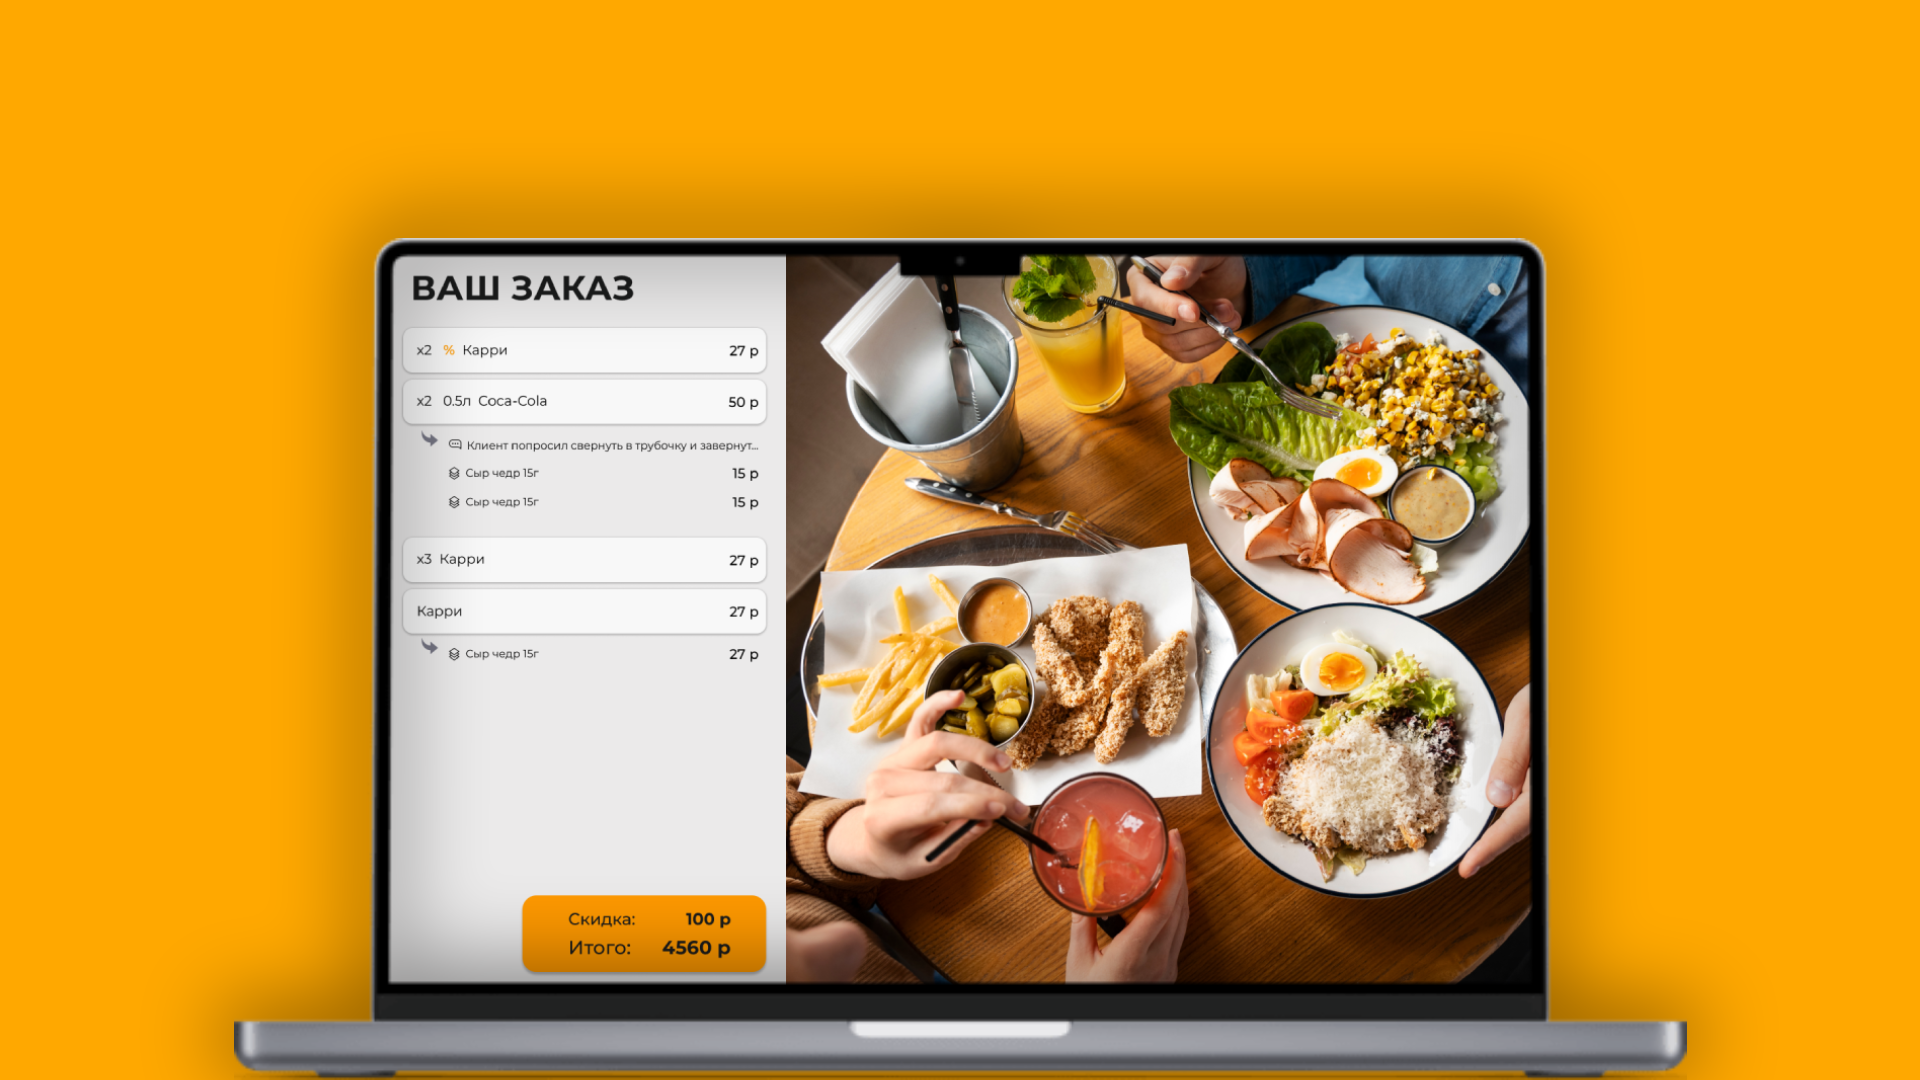 ВАШ ЗАКАЗ
x2 % Карри 27 р
x2 0.5л Coca-Cola 50 р
Клиент попросил свернуть в трубочку и завернут...
Сыр чедр 15г 15 р
Сыр чедр 15г 15 р
x3 Карри 27 р
Карри 27 р
Сыр чедр 15г 27 р
Скидка: 100 р
Итого: 4560 р